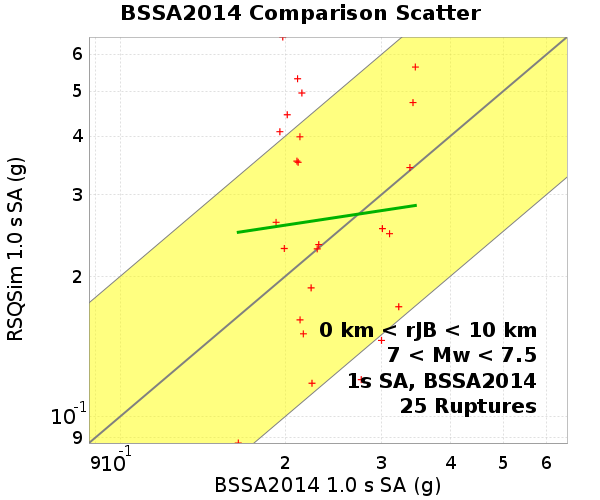 BSSA2014 Comparison Scatter
RSQSim 1.0 s SA (g)
6
5
4
3
2
10-1
9
0 km < rJB < 10 km
7 < Mw < 7.5
1s SA, BSSA2014
25 Ruptures
9 10-1 2 3 4 5 6
BSSA2014 1.0 s SA (g)